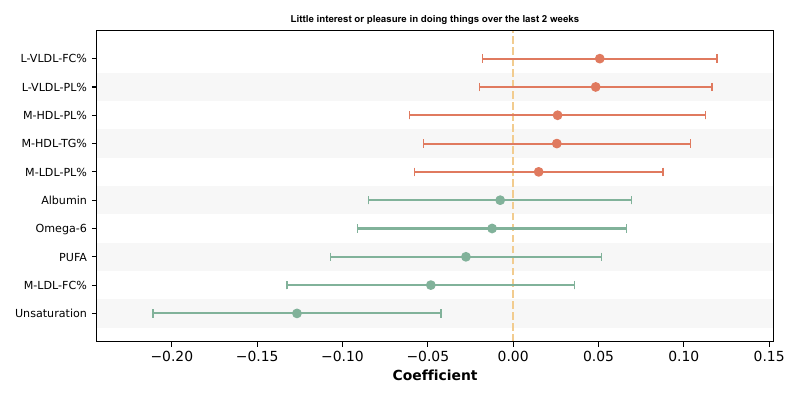 Little interest or pleasure in doing things over the last 2 weeks
L-VLDL-FC%
L-VLDL-PL%
M-HDL-PL%
M-HDL-TG%
M-LDL-PL%
Albumin
Omega-6
PUFA
M-LDL-FC%
Unsaturation
−0.20 −0.15 −0.10 −0.05 0.00 0.05 0.10 0.15
Coefficient